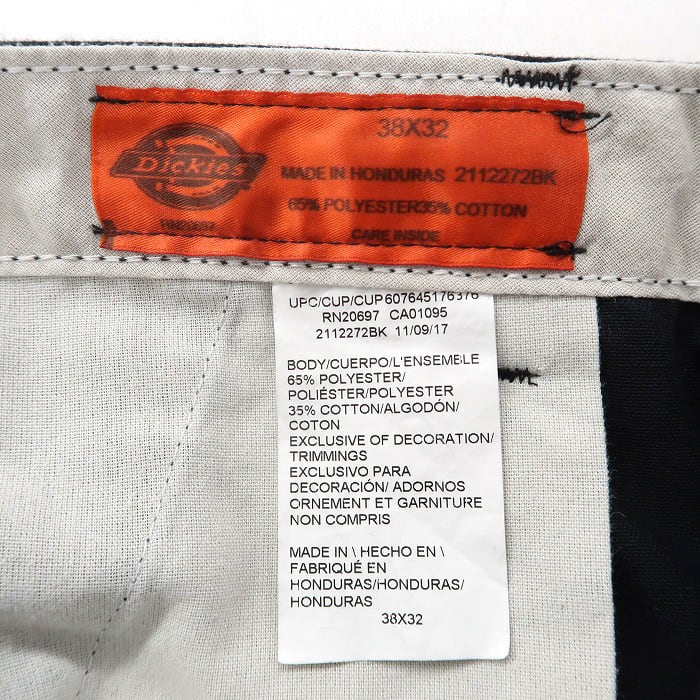 38X32
Dickies
MADE IN HONDURAS 2112272BK
65% POLYESTER35% COTTON
RN20697
CARE INSIDE
UPC/CUP/CUP607645176376
RN20697 CA01095
2112272BK 11/09/17
BODY/CUERPO/L'ENSEMBLE
65% POLYESTER/
POLIÉSTER/POLYESTER
35% COTTON/ALGODÓN/
COTON
EXCLUSIVE OF DECORATION/
TRIMMINGS
EXCLUSIVO PARA
DECORACIÓN/ ADORNOS
ORNEMENT ET GARNITURE
NON COMPRIS
MADE IN \ HECHO EN \
FABRIQUÉ EN
HONDURAS/HONDURAS/
HONDURAS
38X32